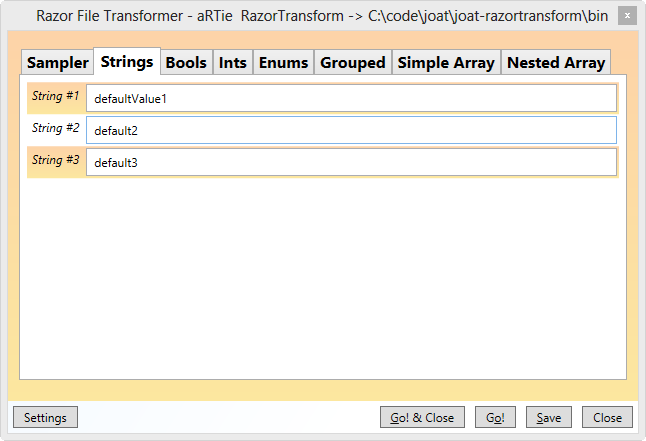 Razor File Transformer - aRTie RazorTransform -> C:\code\joat\joat-razortransform\bin x
Sampler Strings Bools Ints Enums Grouped Simple Array Nested Array
String #1 defaultValue1
String #2 default2
String #3 default3
Settings Go! & Close Go! Save Close